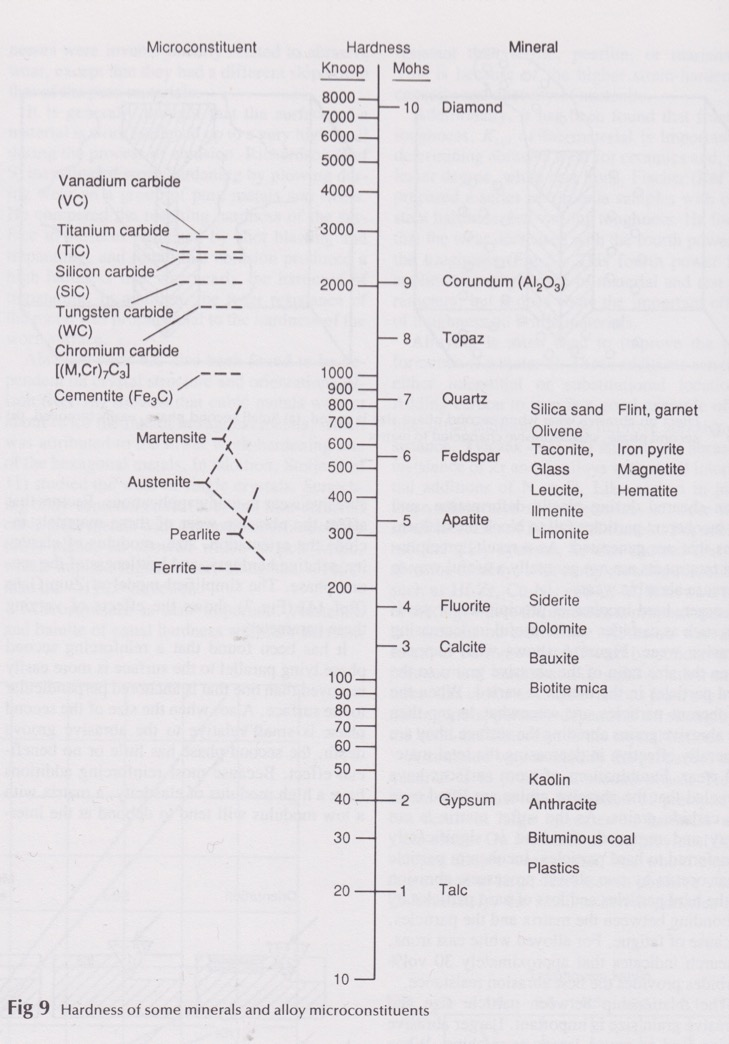 Microconstituent Hardness Mineral
Knoop Mohs
8000
10 Diamond
7000
6000
5000
Vanadium carbide
(VC)
4000
Titanium carbide
(TiC)
3000
Silicon carbide
(SiC)
2000 9 Corundum (Al₂O₃)
Tungsten carbide
(WC)
8 Topaz
Chromium carbide
[(M,Cr)₇C₃]
1000
Cementite (Fe₃C)
900
7 Quartz
800
Silica sand Flint, garnet
700
Olivene
Martensite
600
Taconite, Iron pyrite
6 Feldspar
500
Glass Magnetite
Austenite
Leucite, Hematite
400
Ilmenite
5 Apatite
Pearlite
300
Limonite
Ferrite
200
Siderite
4 Fluorite
Dolomite
3 Calcite
Bauxite
100
Biotite mica
90
80
70
60
50
Kaolin
40 2 Gypsum Anthracite
30
Bituminous coal
Plastics
20 1 Talc
10
Fig 9 Hardness of some minerals and alloy microconstituents